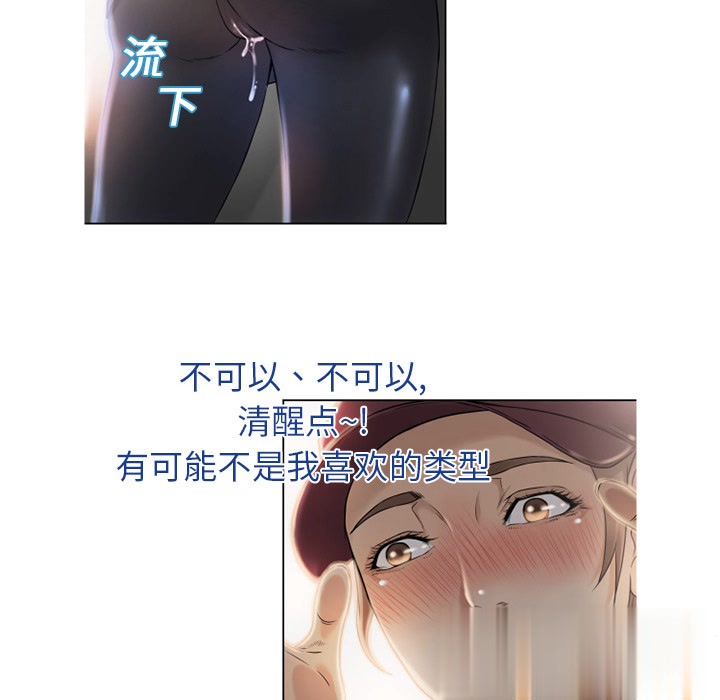 流
下
不可以、不可以,
清醒点~!
有可能不是我喜欢的类型